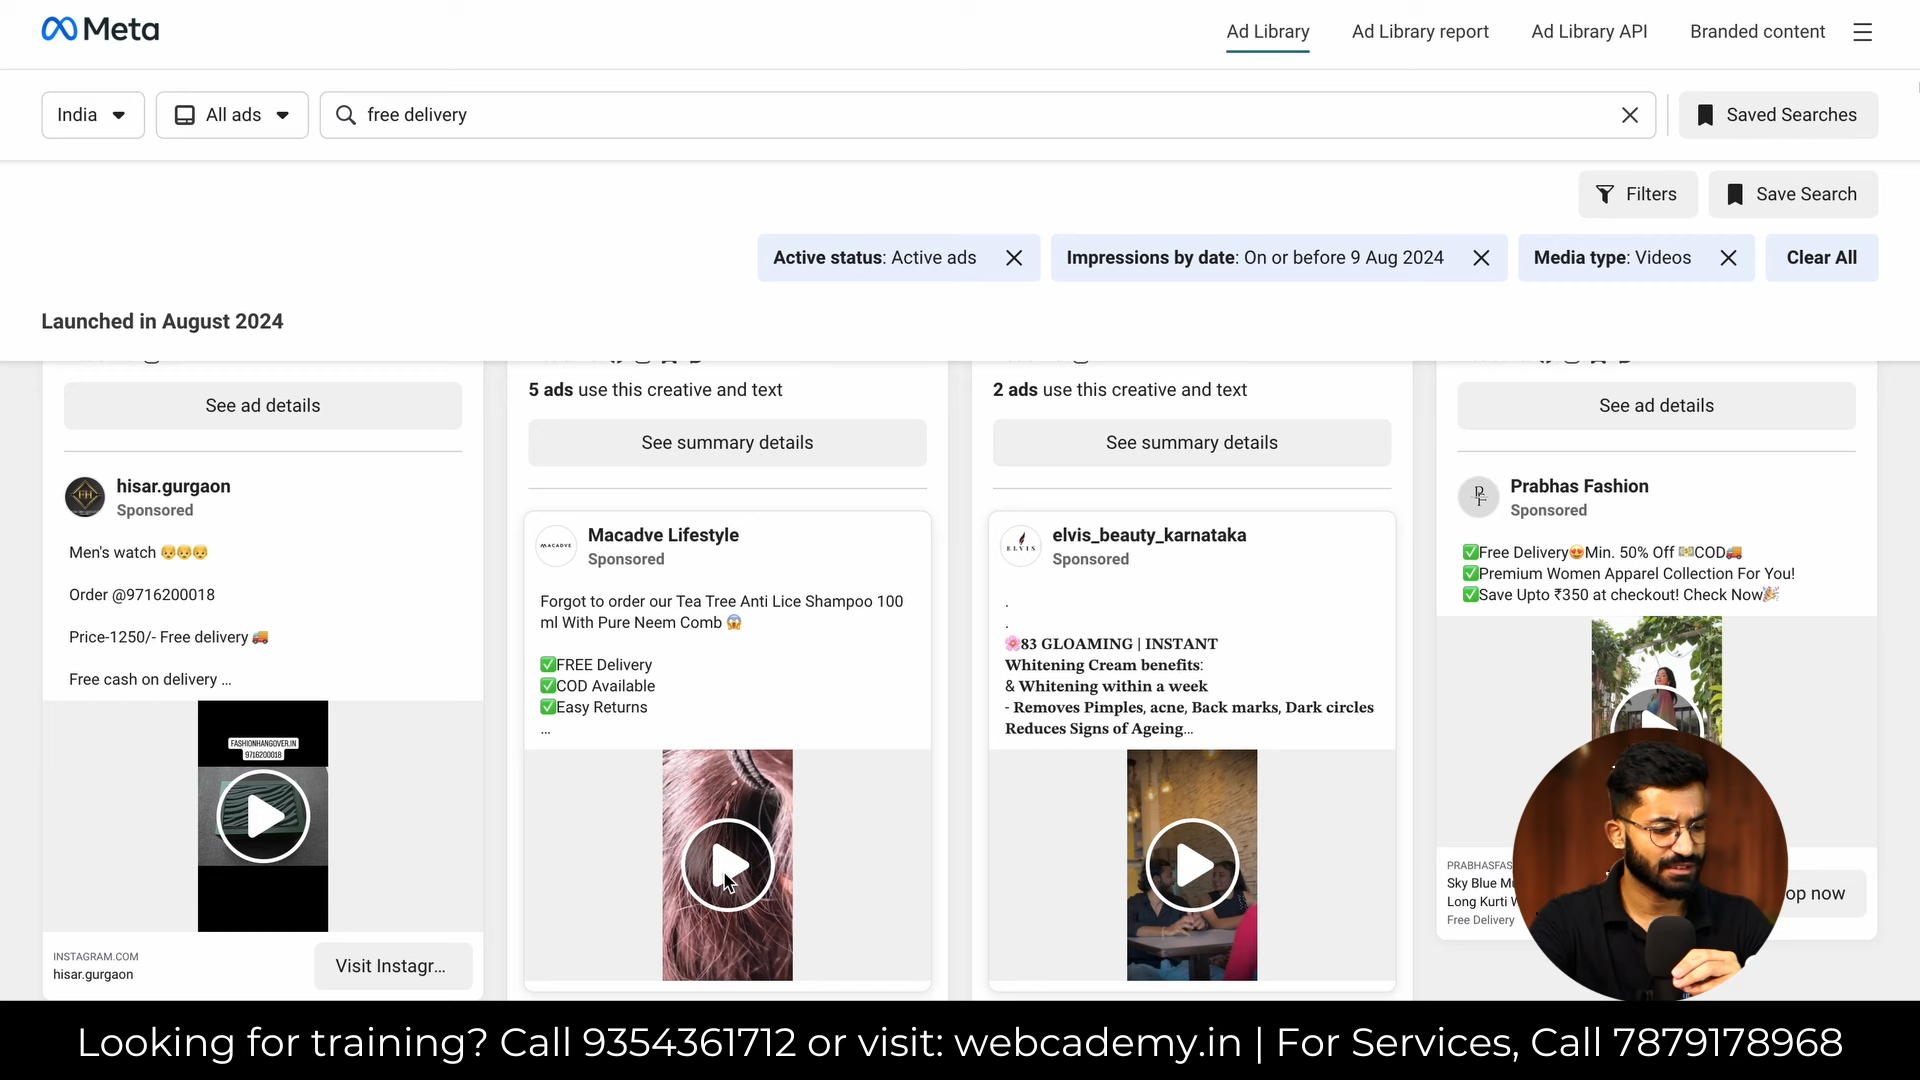 Meta
Ad Library
Ad Library report
Ad Library API
Branded content
India
All ads
free delivery
Saved Searches
Filters
Save Search
Active status: Active ads
Impressions by date: On or before 9 Aug 2024
Media type: Videos
Clear All
Launched in August 2024
See ad details
hisar.gurgaon
Sponsored
Men's watch 😍😍😍
Order @9716200018
Price-1250/- Free delivery 🚚
Free cash on delivery ...
FASHIONHANGOVER.IN
9716200018
INSTAGRAM.COM
hisar.gurgaon
Visit Instagr...
5 ads use this creative and text
See summary details
MACADVE
Macadve Lifestyle
Sponsored
Forgot to order our Tea Tree Anti Lice Shampoo 100
ml With Pure Neem Comb 😱
✅FREE Delivery
✅COD Available
✅Easy Returns
...
2 ads use this creative and text
See summary details
ELVIS
elvis_beauty_karnataka
Sponsored
.
.
🌸83 GLOAMING | INSTANT
Whitening Cream benefits:
& Whitening within a week
- Removes Pimples, acne, Back marks, Dark circles
Reduces Signs of Ageing...
See ad details
Prabhas Fashion
Sponsored
✅Free Delivery😍Min. 50% Off 💵COD🚚
✅Premium Women Apparel Collection For You!
✅Save Upto ₹350 at checkout! Check Now🎉
PRABHASFAS
Sky Blue M
Long Kurti
Free Delivery
op now
Looking for training? Call 9354361712 or visit: webcademy.in | For Services, Call 7879178968